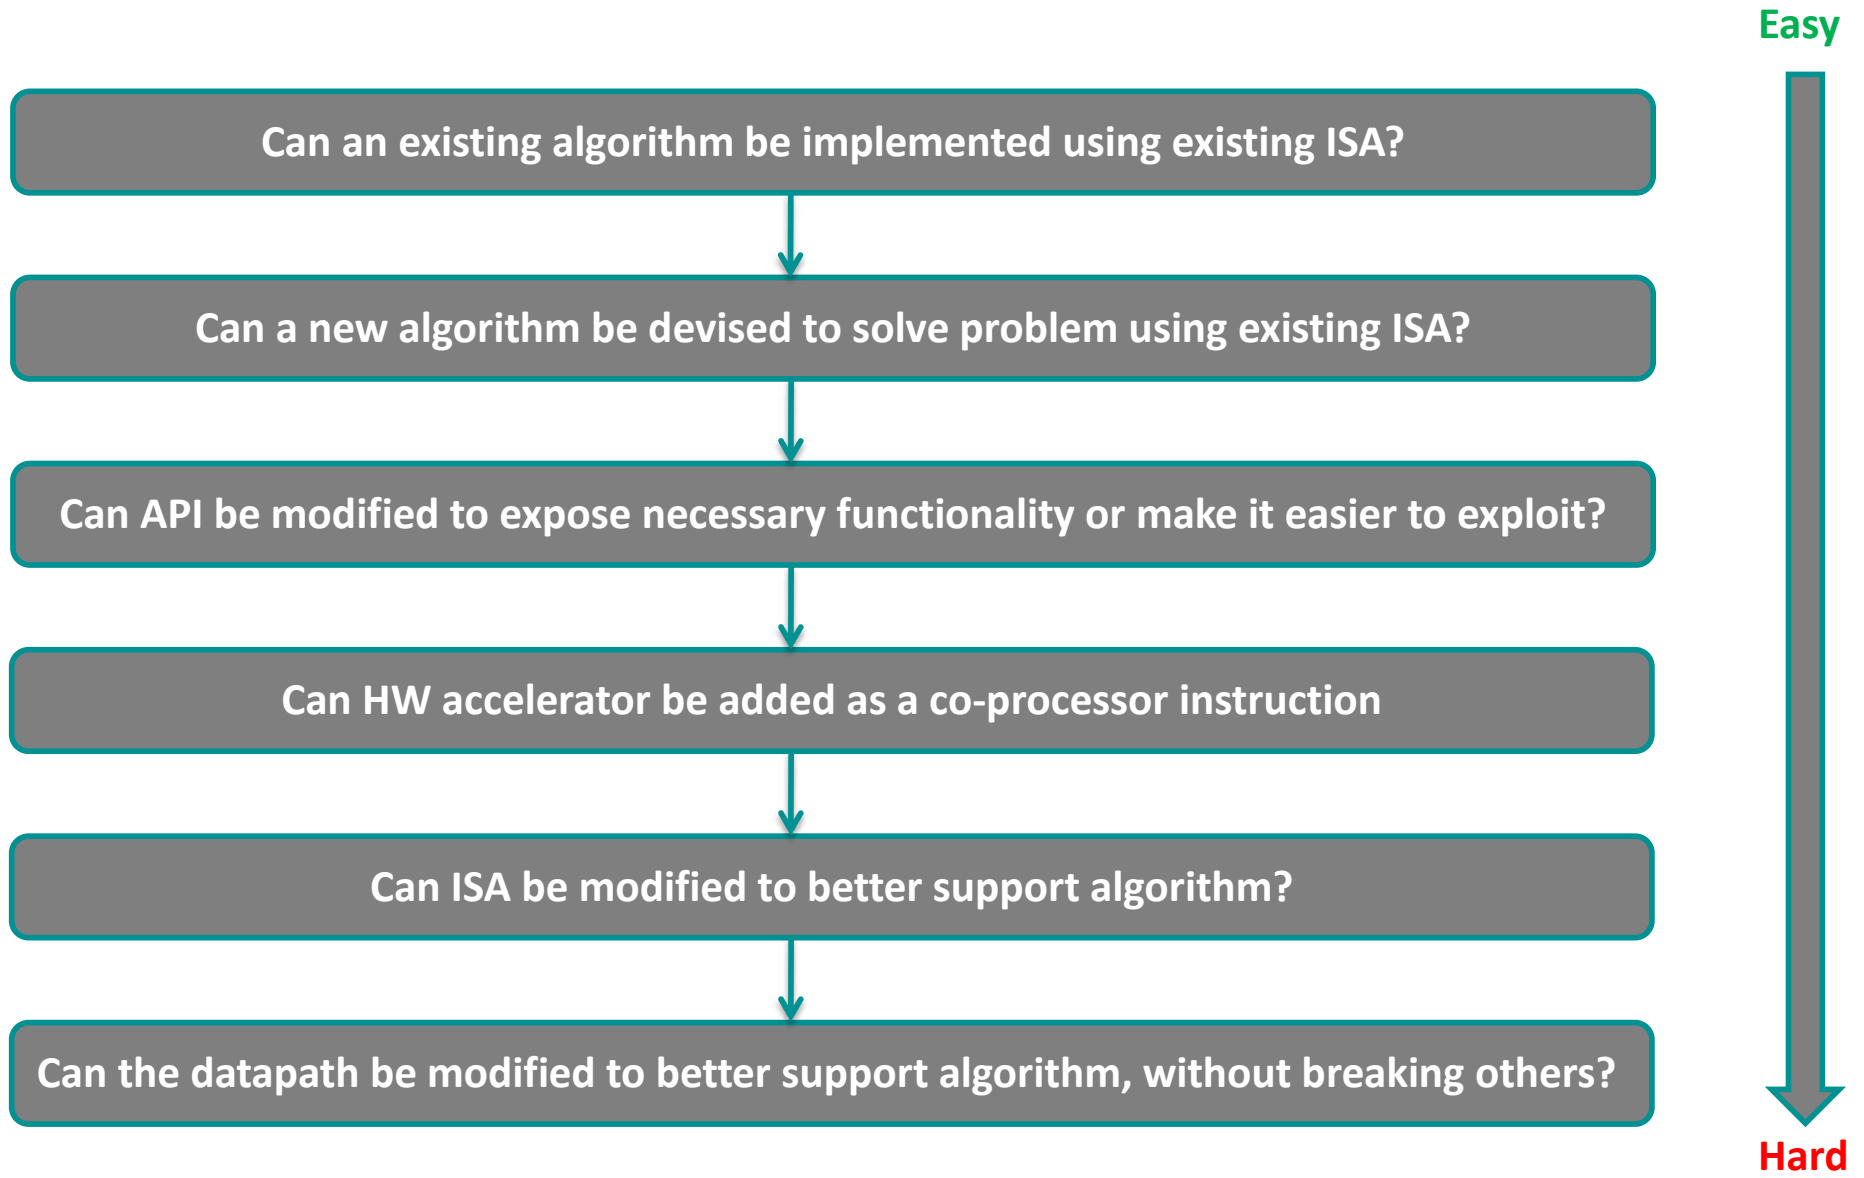 Easy
Can an existing algorithm be implemented using existing ISA?
Can a new algorithm be devised to solve problem using existing ISA?
Can API be modified to expose necessary functionality or make it easier to exploit?
Can HW accelerator be added as a co-processor instruction
Can ISA be modified to better support algorithm?
Can the datapath be modified to better support algorithm, without breaking others?
Hard